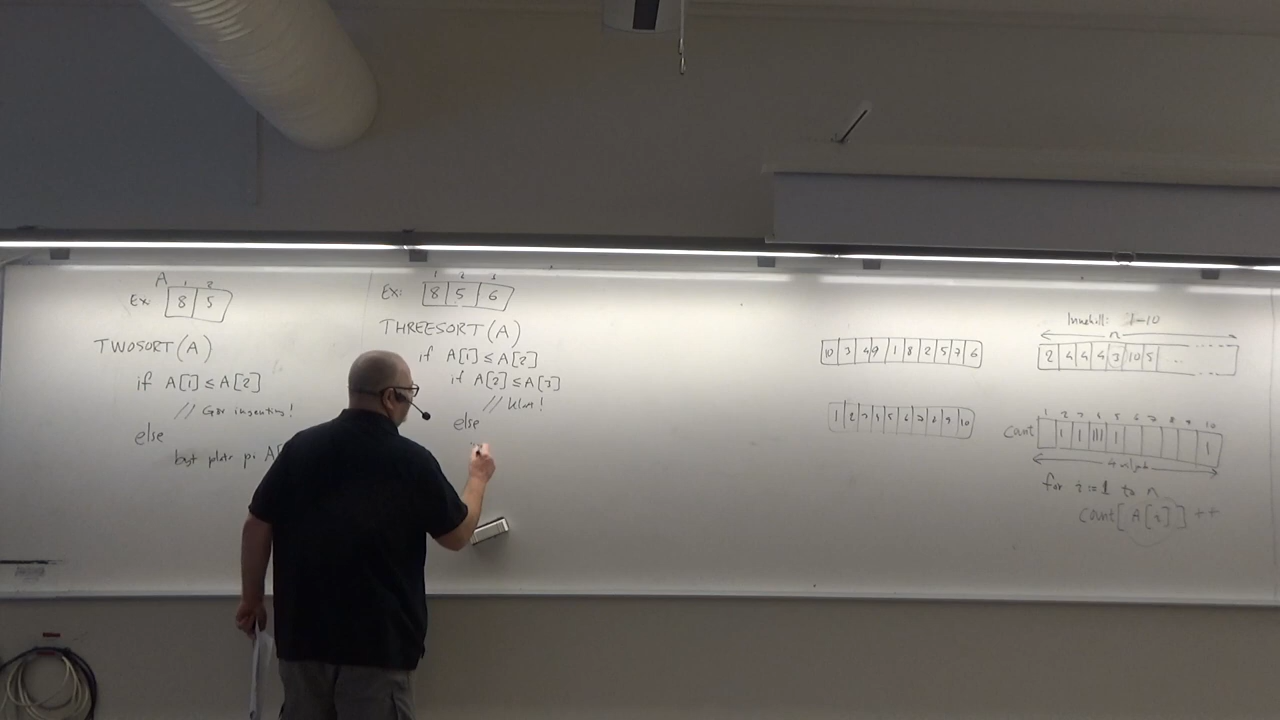 A 1 2
Ex: 8 5
TWOSORT(A)
if A[1] ≤ A[2]
// Gör ingenting!
else
byt plats på A[
1 2 3
Ex: 8 5 6
THREESORT(A)
if A[1] ≤ A[2]
if A[2] ≤ A[3]
// Klar!
else
10 3 4 9 1 8 2 5 7 6
1 2 3 4 5 6 7 8 9 10
Innehåll: 1-10
n
2 4 4 4 3 10 5 ...
1 2 3 4 5 6 7 8 9 10
Count 1 1 III 1 1
for i := 1 to n
Count[A[i]]++